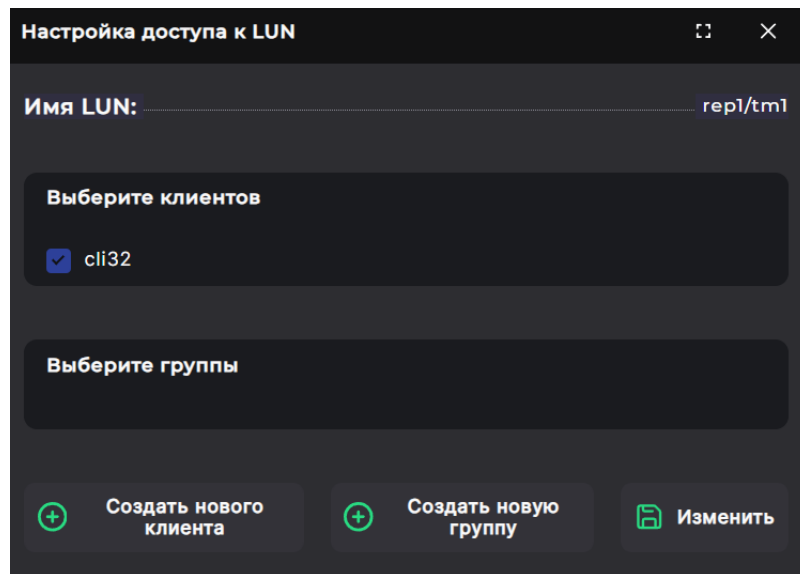 Настройка доступа к LUN
Имя LUN: rep1/tm1
Выберите клиентов
cli32
Выберите группы
Создать нового
клиента
Создать новую
группу
Изменить